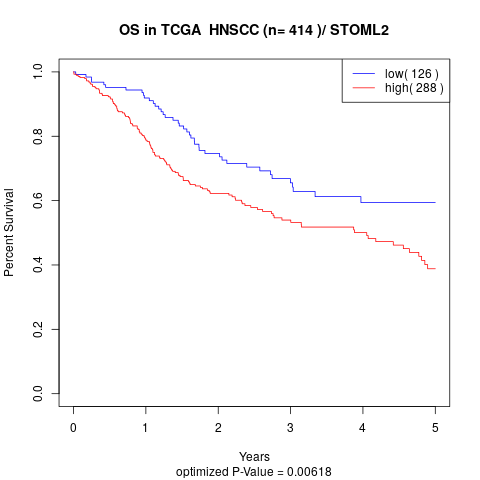 OS in TCGA  HNSCC (n= 414 )/ STOML2
low( 126 )
high( 288 )
Percent Survival
1.0
0.8
0.6
0.4
0.2
0.0
0 1 2 3 4 5
Years
optimized P-Value = 0.00618